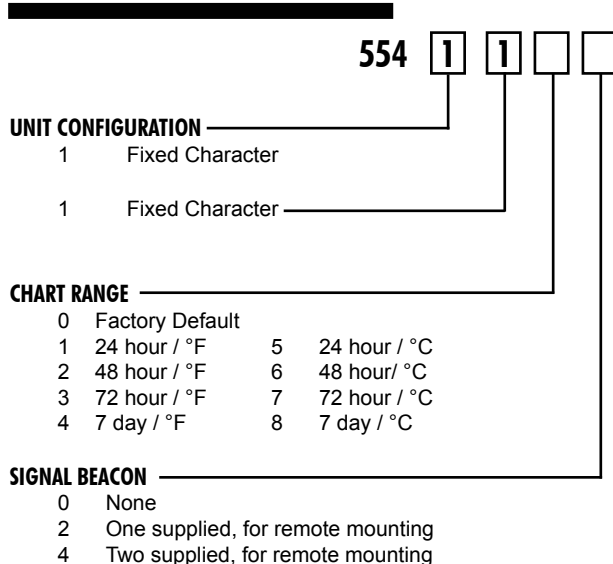 554 1 1
UNIT CONFIGURATION
1 Fixed Character
1 Fixed Character
CHART RANGE
0 Factory Default
1 24 hour / °F 5 24 hour / °C
2 48 hour / °F 6 48 hour/ °C
3 72 hour / °F 7 72 hour / °C
4 7 day / °F 8 7 day / °C
SIGNAL BEACON
0 None
2 One supplied, for remote mounting
4 Two supplied, for remote mounting